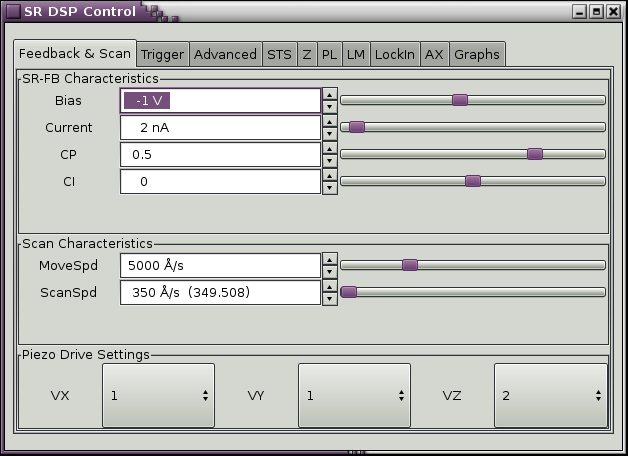 SR DSP Control
Feedback & Scan Trigger Advanced STS Z PL LM LockIn AX Graphs
SR-FB Characteristics
Bias -1 V
Current 2 nA
CP 0.5
CI 0
Scan Characteristics
MoveSpd 5000 Å/s
ScanSpd 350 Å/s (349.508)
Piezo Drive Settings
VX 1 VY 1 VZ 2